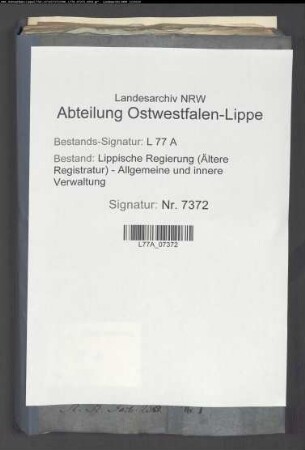 Landesarchiv NRW
Abteilung Ostwestfalen-Lippe
Bestands-Signatur: L 77 A
Bestand: Lippische Regierung (Ältere
Registratur) - Allgemeine und innere
Verwaltung
Signatur: Nr. 7372
L77A_07372